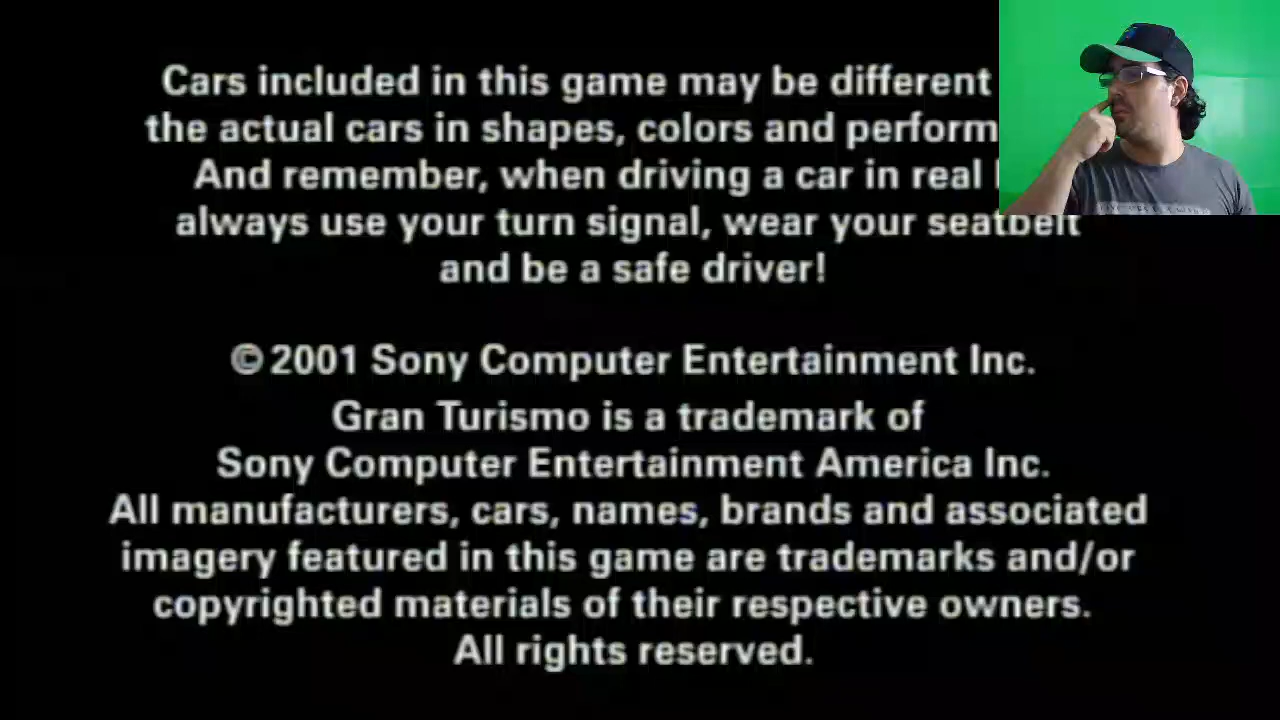 Cars included in this game may be different
the actual cars in shapes, colors and perform
And remember, when driving a car in real
always use your turn signal, wear your seatbelt
and be a safe driver!
© 2001 Sony Computer Entertainment Inc.
Gran Turismo is a trademark of
Sony Computer Entertainment America Inc.
All manufacturers, cars, names, brands and associated
imagery featured in this game are trademarks and/or
copyrighted materials of their respective owners.
All rights reserved.